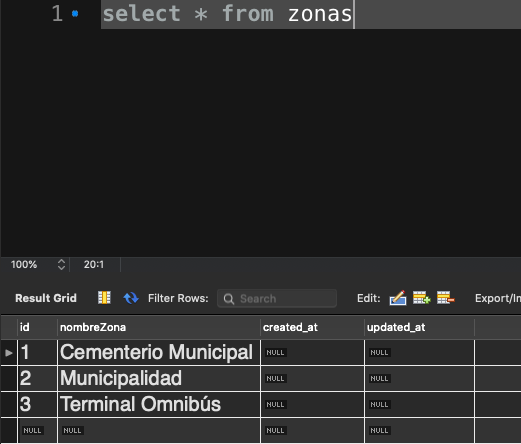 1 select * from zonas
100% 20:1
Result Grid Filter Rows: Search Edit: Export/Im
id nombreZona created_at updated_at
1 Cementerio Municipal NULL NULL
2 Municipalidad NULL NULL
3 Terminal Omnibús NULL NULL
NULL NULL NULL NULL